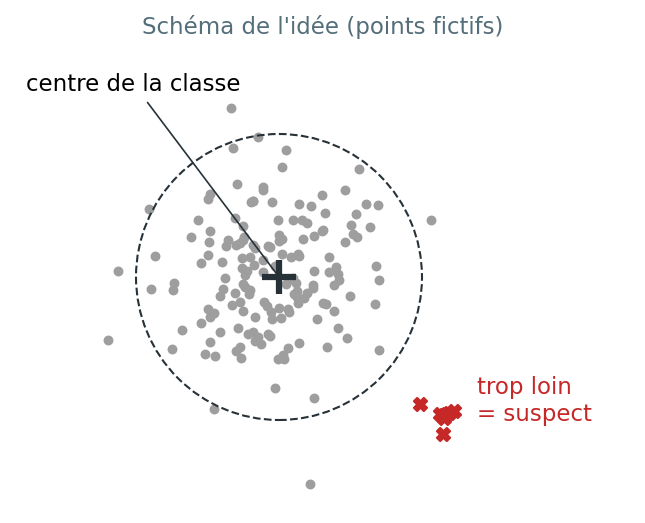 Schéma de l'idée (points fictifs)
centre de la classe
trop loin
= suspect